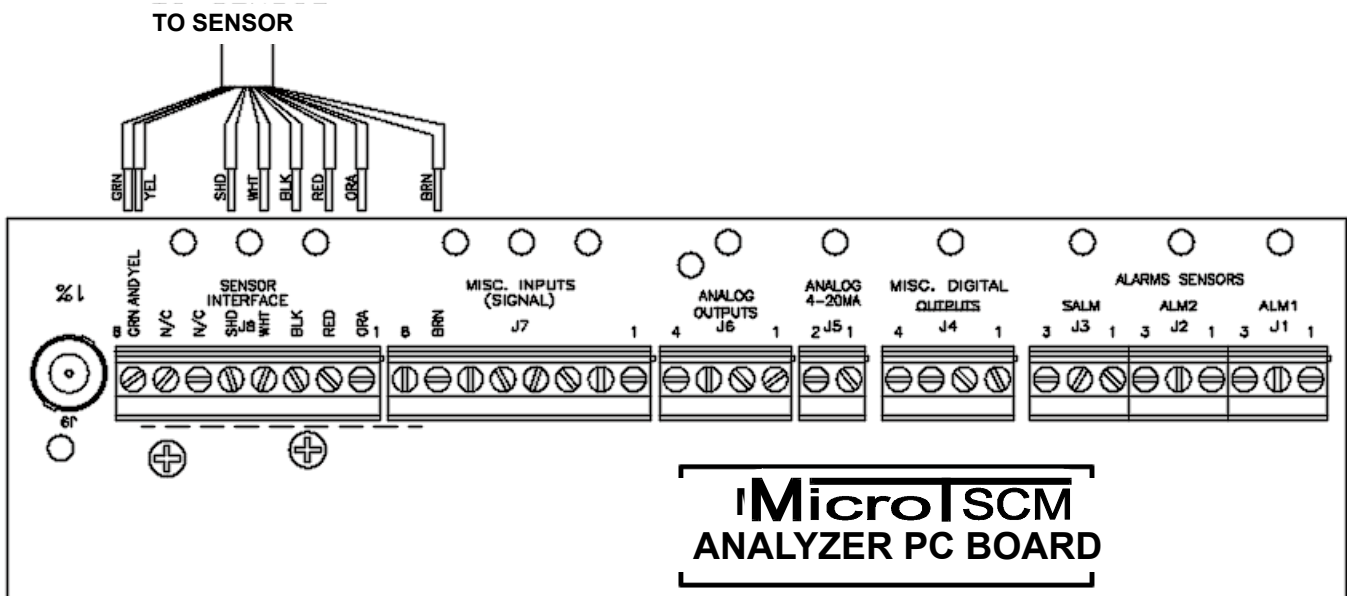 TO SENSOR
GRN
YEL
SHD
WHT
BLK
RED
ORA
BRN
1%
J9
8
GRN AND YEL
N/C
N/C
SENSOR
INTERFACE
J8
SHD
WHT
BLK
RED
ORA
1
8
BRN
MISC. INPUTS
(SIGNAL)
J7
1
ANALOG
OUTPUTS
4 J6 1
ANALOG
4-20MA
2 J5 1
MISC. DIGITAL
OUTPUTS
4 J4 1
ALARMS SENSORS
SALM ALM2 ALM1
3 J3 1 3 J2 1 3 J1 1
MicroTSCM
ANALYZER PC BOARD